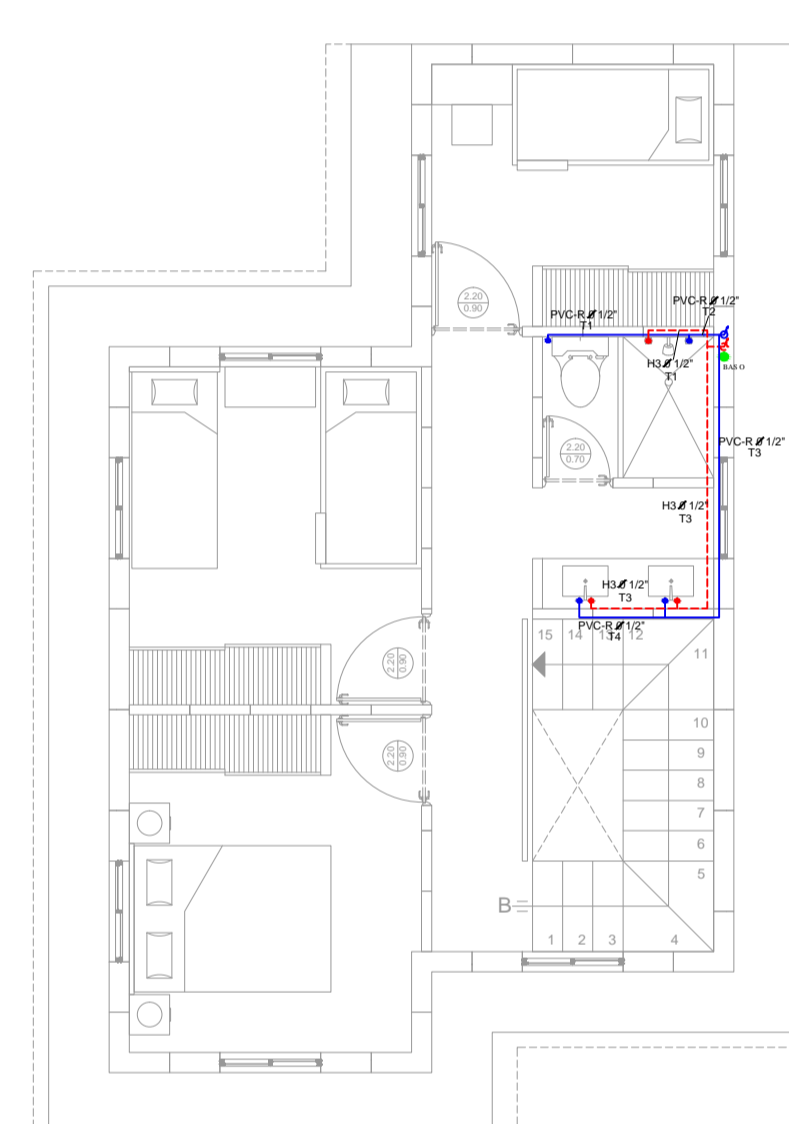 2.20
0.90
PVC-R Ø 1/2"
T2
PVC-R Ø 1/2"
T1
H3 Ø 1/2"
T1
BAS O
PVC-R Ø 1/2"
T3
2.20
0.70
H3 Ø 1/2"
T3
H3 Ø 1/2"
T3
PVC-R Ø 1/2"
T4
15
14
13
12
11
2.20
0.90
10
9
2.20
0.90
8
7
6
5
B
1
2
3
4